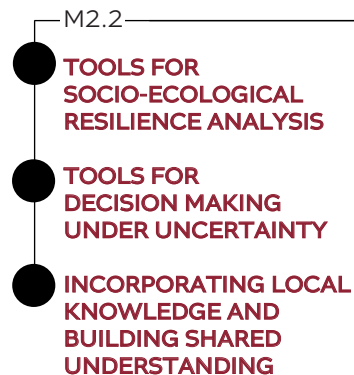 M2.2
TOOLS FOR
SOCIO-ECOLOGICAL
RESILIENCE ANALYSIS
TOOLS FOR
DECISION MAKING
UNDER UNCERTAINTY
INCORPORATING LOCAL
KNOWLEDGE AND
BUILDING SHARED
UNDERSTANDING